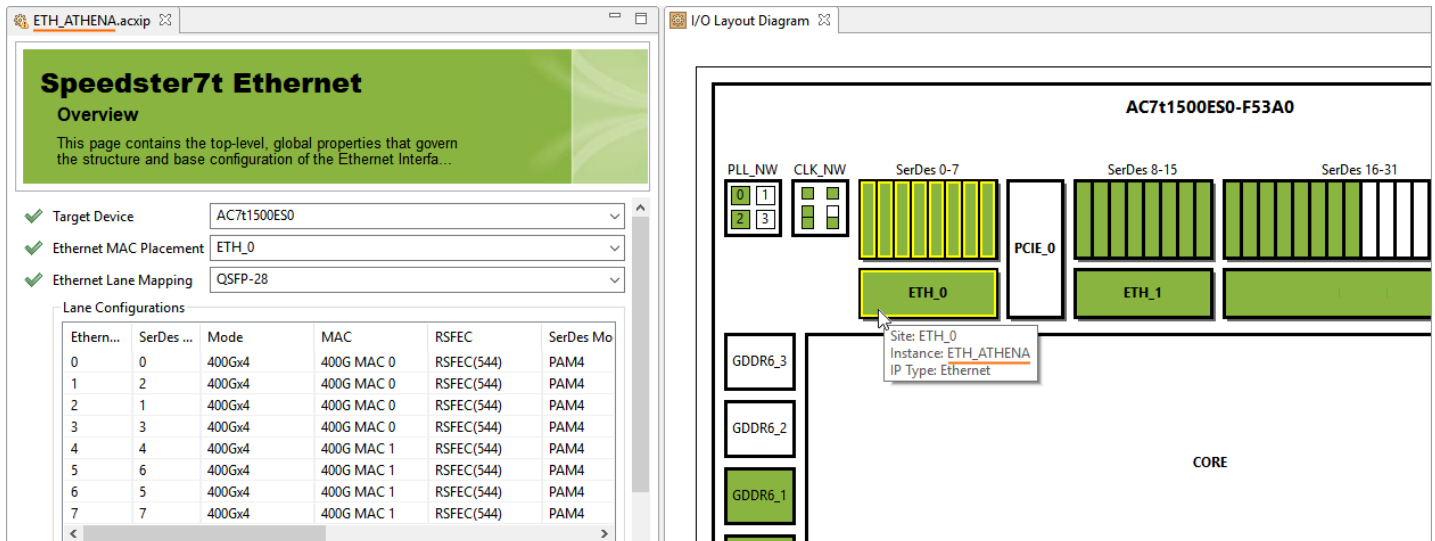 ETH_ATHENA.acxip
Speedster7t Ethernet
Overview
This page contains the top-level, global properties that govern
the structure and base configuration of the Ethernet Interfa...
Target Device AC7t1500ES0
Ethernet MAC Placement ETH_0
Ethernet Lane Mapping QSFP-28
Lane Configurations
Ethern... SerDes ... Mode MAC RSFEC SerDes Mo
0 0 400Gx4 400G MAC 0 RSFEC(544) PAM4
1 2 400Gx4 400G MAC 0 RSFEC(544) PAM4
2 1 400Gx4 400G MAC 0 RSFEC(544) PAM4
3 3 400Gx4 400G MAC 0 RSFEC(544) PAM4
4 4 400Gx4 400G MAC 1 RSFEC(544) PAM4
5 6 400Gx4 400G MAC 1 RSFEC(544) PAM4
6 5 400Gx4 400G MAC 1 RSFEC(544) PAM4
7 7 400Gx4 400G MAC 1 RSFEC(544) PAM4
I/O Layout Diagram
AC7t1500ES0-F53A0
PLL_NW CLK_NW SerDes 0-7 SerDes 8-15 SerDes 16-31
0 1
2 3
PCIE_0
ETH_0 ETH_1
Site: ETH_0
Instance: ETH_ATHENA
IP Type: Ethernet
GDDR6_3
GDDR6_2
CORE
GDDR6_1